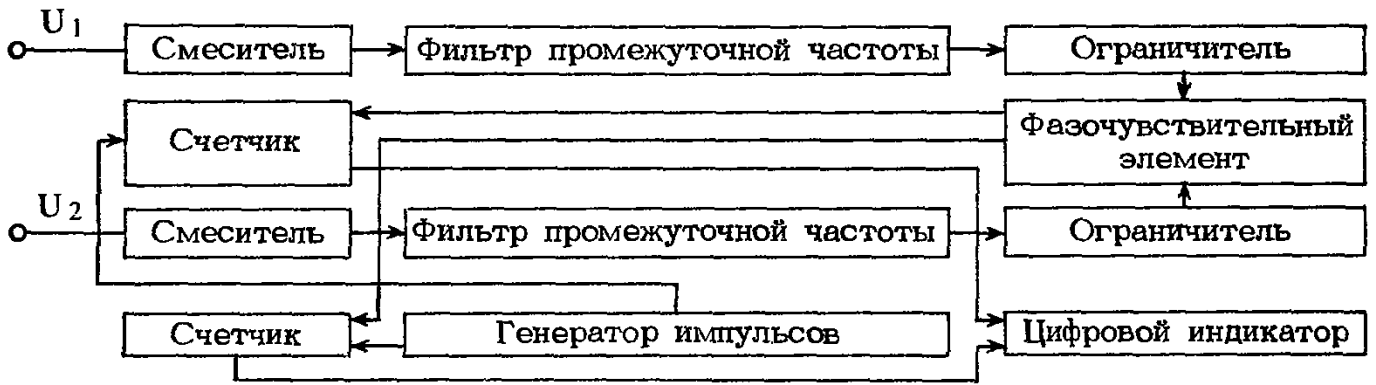 U1
Смеситель
Фильтр промежуточной частоты
Ограничитель
Счетчик
Фазочувствительный
элемент
U2
Смеситель
Фильтр промежуточной частоты
Ограничитель
Счетчик
Генератор импульсов
Цифровой индикатор